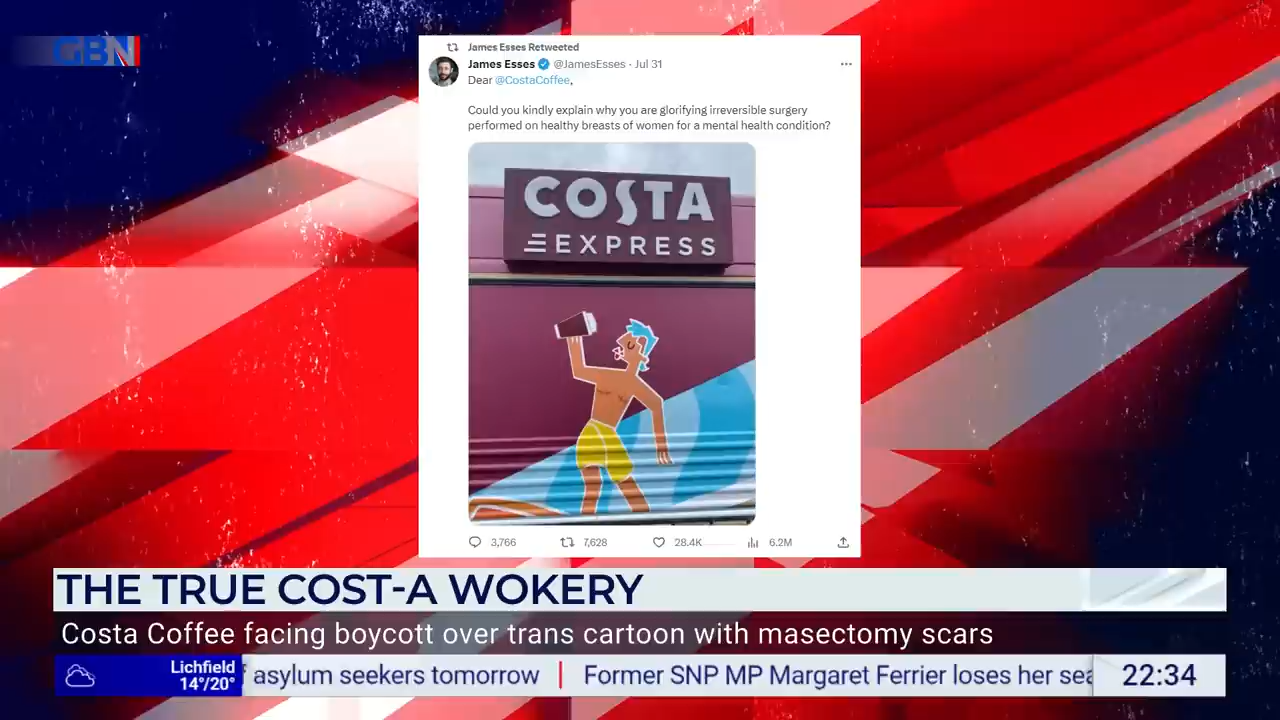 GBN
James Esses Retweeted
James Esses @JamesEsses · Jul 31
Dear @CostaCoffee,
Could you kindly explain why you are glorifying irreversible surgery
performed on healthy breasts of women for a mental health condition?
COSTA
EXPRESS
3,766 7,628 28.4K 6.2M
THE TRUE COST-A WOKERY
Costa Coffee facing boycott over trans cartoon with masectomy scars
Lichfield
14°/20°
asylum seekers tomorrow | Former SNP MP Margaret Ferrier loses her sea
22:34